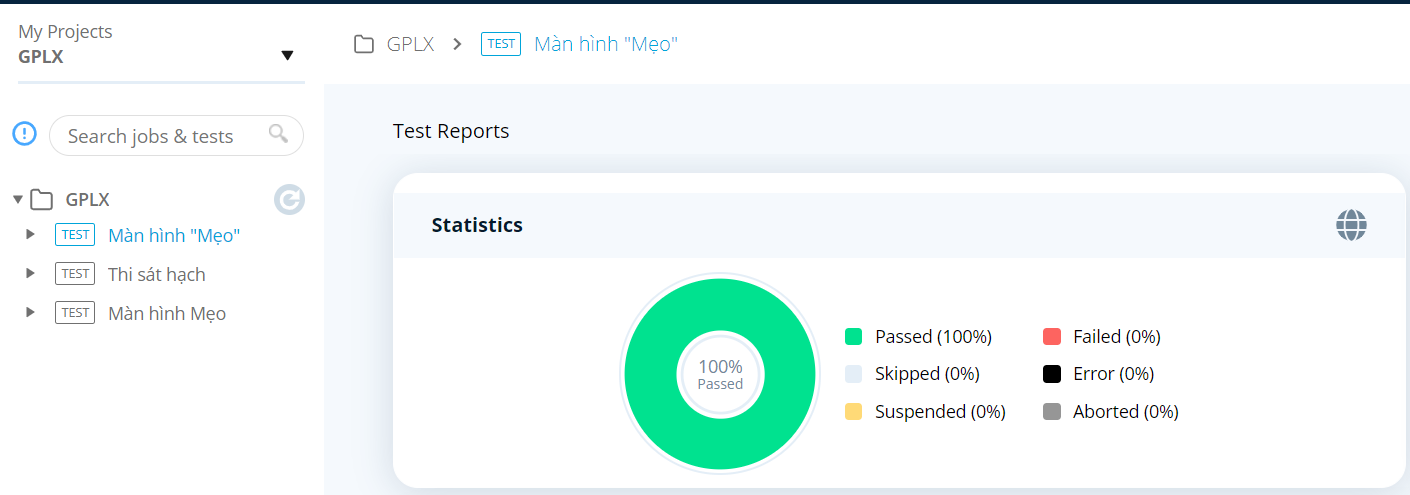 My Projects
GPLX
Search jobs & tests
GPLX
TEST Màn hình "Mẹo"
TEST Thi sát hạch
TEST Màn hình Mẹo
GPLX > TEST Màn hình "Mẹo"
Test Reports
Statistics
100%
Passed
Passed (100%) Failed (0%)
Skipped (0%) Error (0%)
Suspended (0%) Aborted (0%)